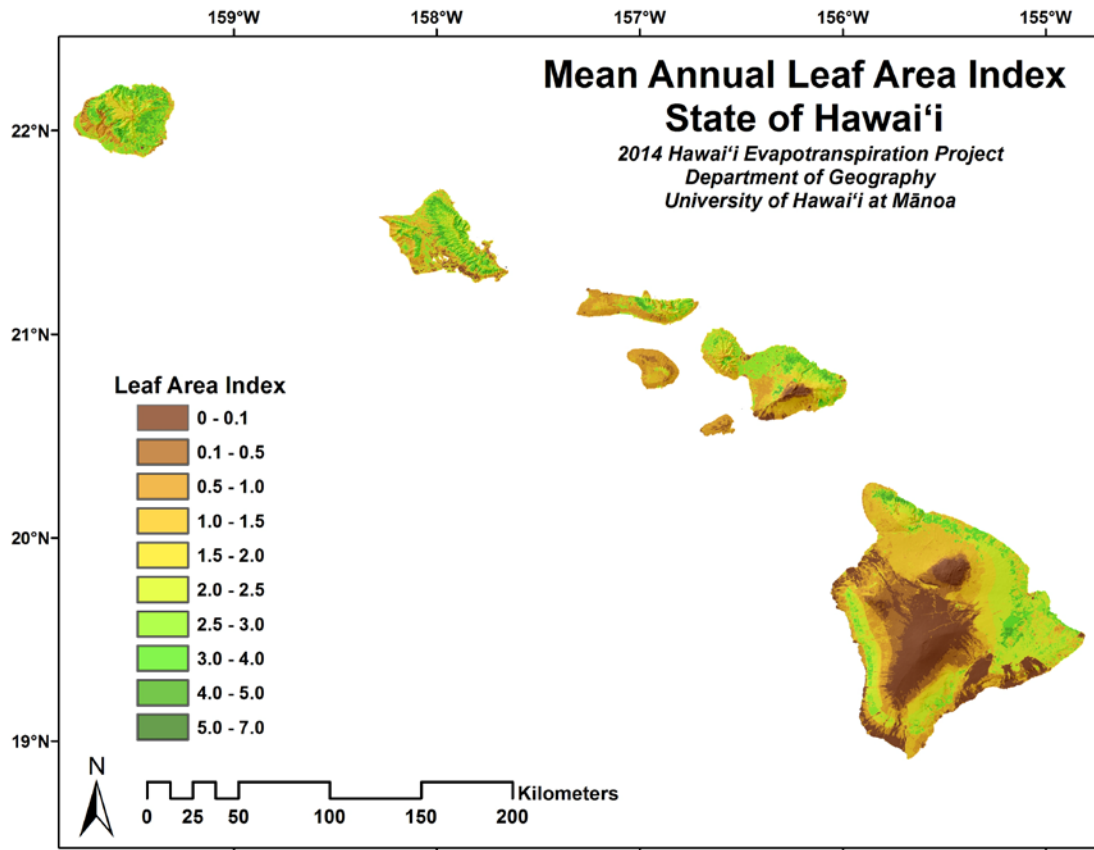 159°W 158°W 157°W 156°W 155°W
Mean Annual Leaf Area Index
State of Hawaiʻi
2014 Hawaiʻi Evapotranspiration Project
Department of Geography
University of Hawaiʻi at Mānoa
22°N
21°N
20°N
19°N
Leaf Area Index
0 - 0.1
0.1 - 0.5
0.5 - 1.0
1.0 - 1.5
1.5 - 2.0
2.0 - 2.5
2.5 - 3.0
3.0 - 4.0
4.0 - 5.0
5.0 - 7.0
N
Kilometers
0 25 50 100 150 200